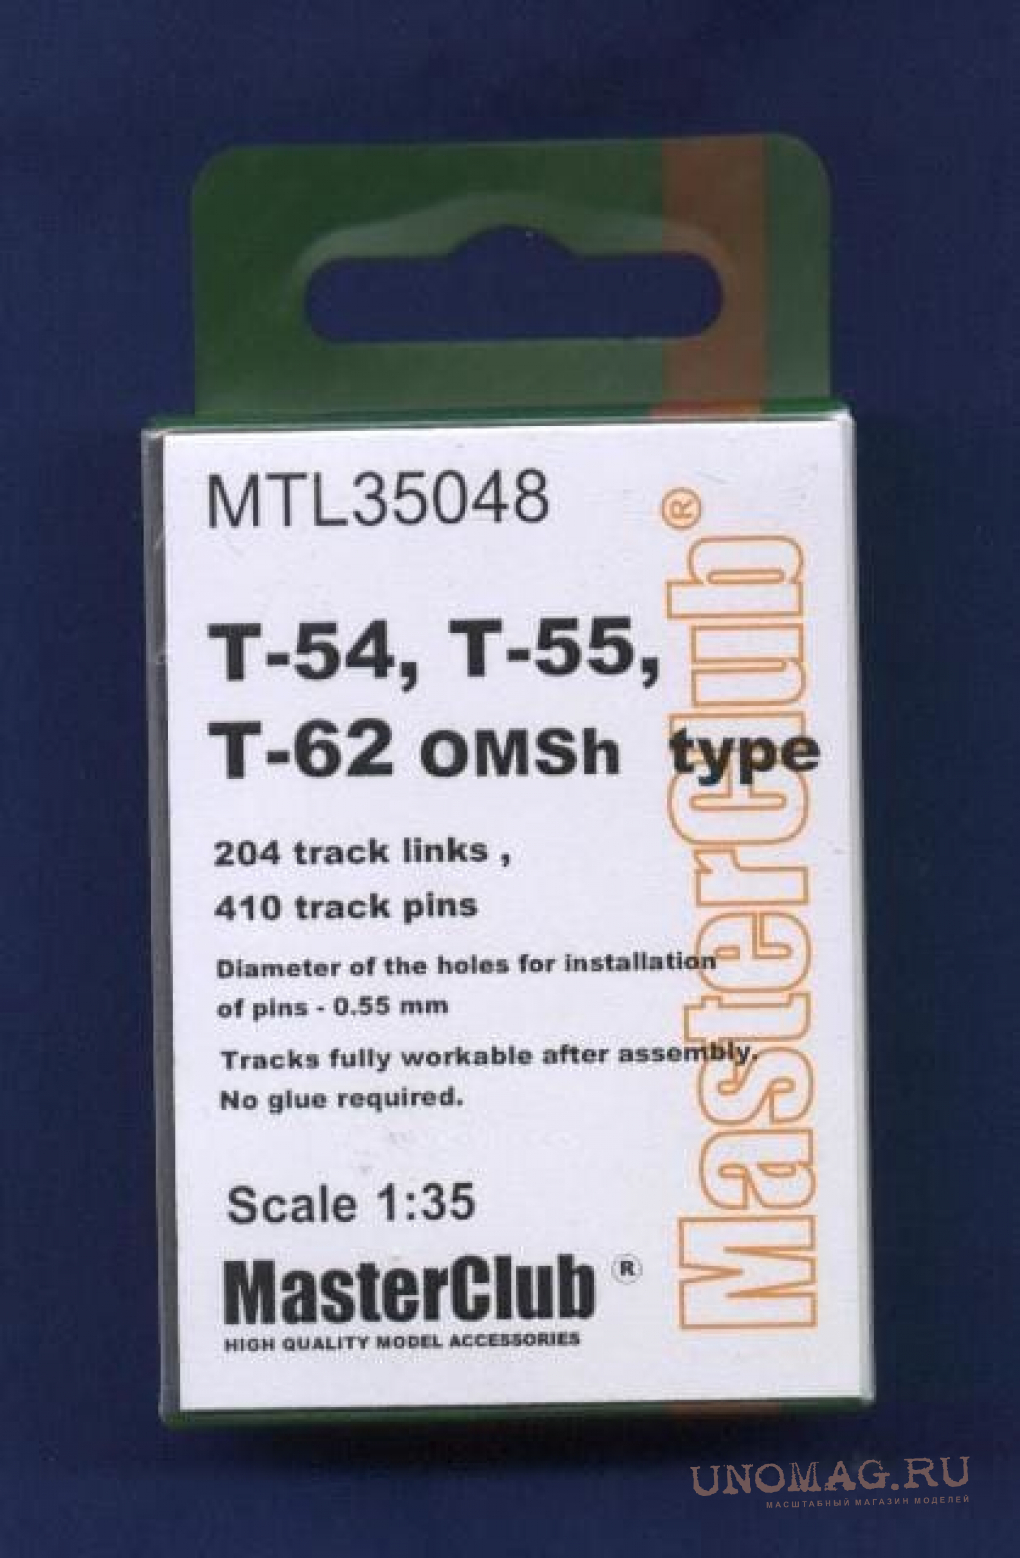 MTL35048
T-54, T-55,
T-62 OMSh type
204 track links ,
410 track pins
Diameter of the holes for installation
of pins - 0.55 mm
Tracks fully workable after assembly.
No glue required.
Scale 1:35
MasterClub ®
HIGH QUALITY MODEL ACCESSORIES
MasterClub®
UNOMAG.RU
МАСШТАБНЫЙ МАГАЗИН МОДЕЛЕЙ